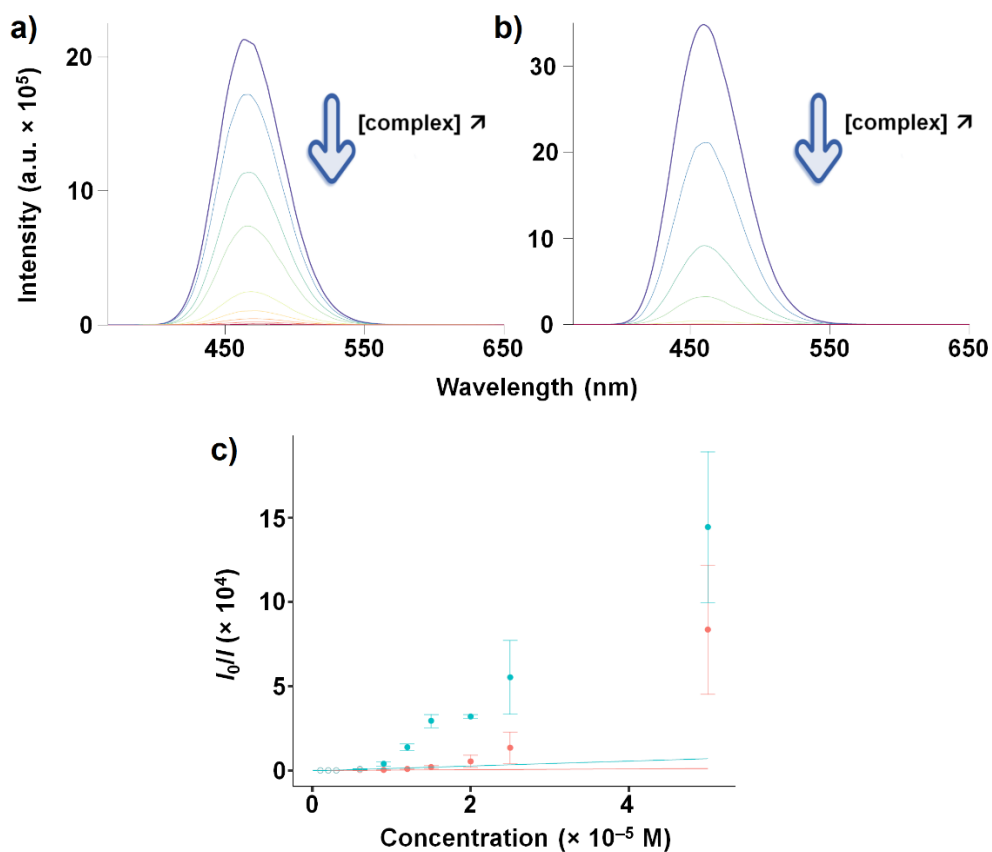 a)
b)
Intensity (a.u. × 10⁵)
20
10
0
450
550
650
[complex] ↗
30
20
10
0
450
550
650
[complex] ↗
Wavelength (nm)
c)
I₀/I (× 10⁴)
15
10
5
0
0
2
4
Concentration (× 10⁻⁵ M)